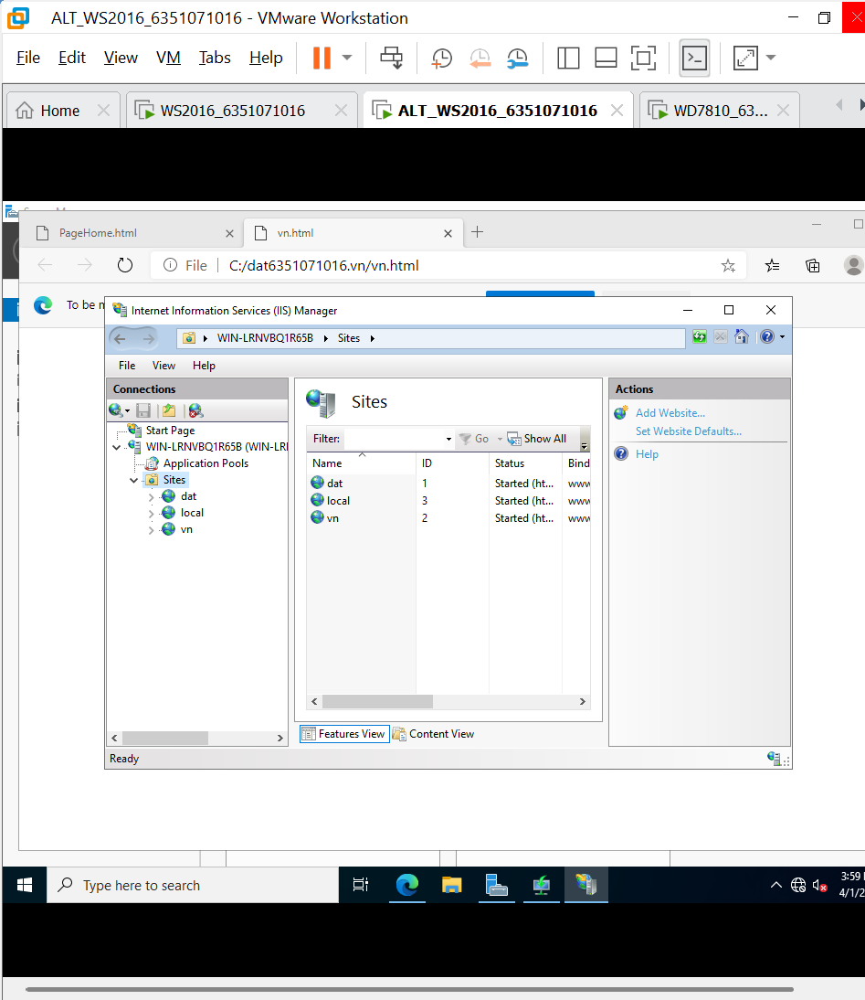 ALT_WS2016_6351071016 - VMware Workstation
File Edit View VM Tabs Help
Home WS2016_6351071016 ALT_WS2016_6351071016 WD7810_63...
PageHome.html vn.html
File C:/dat6351071016.vn/vn.html
To be m
Internet Information Services (IIS) Manager
WIN-LRNVBQ1R65B Sites
File View Help
Connections
Start Page
WIN-LRNVBQ1R65B (WIN-LRI
Application Pools
Sites
dat
local
vn
Sites
Filter: Go Show All
Name ID Status Bind
dat 1 Started (ht... www
local 3 Started (ht... www
vn 2 Started (ht... www
Features View Content View
Actions
Add Website...
Set Website Defaults...
Help
Ready
Type here to search
3:59
4/1/2